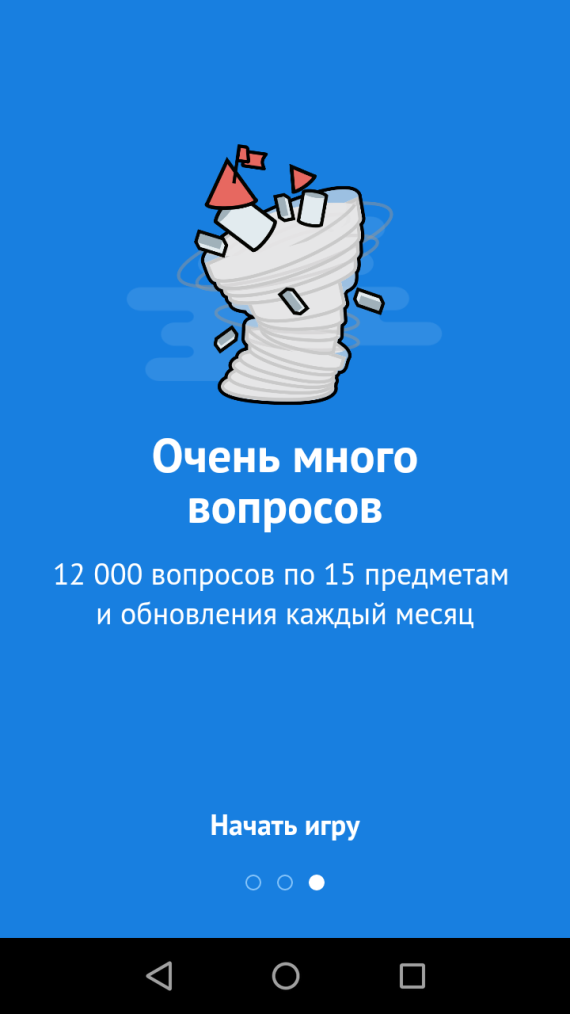 Очень много
вопросов
12 000 вопросов по 15 предметам
и обновления каждый месяц
Начать игру